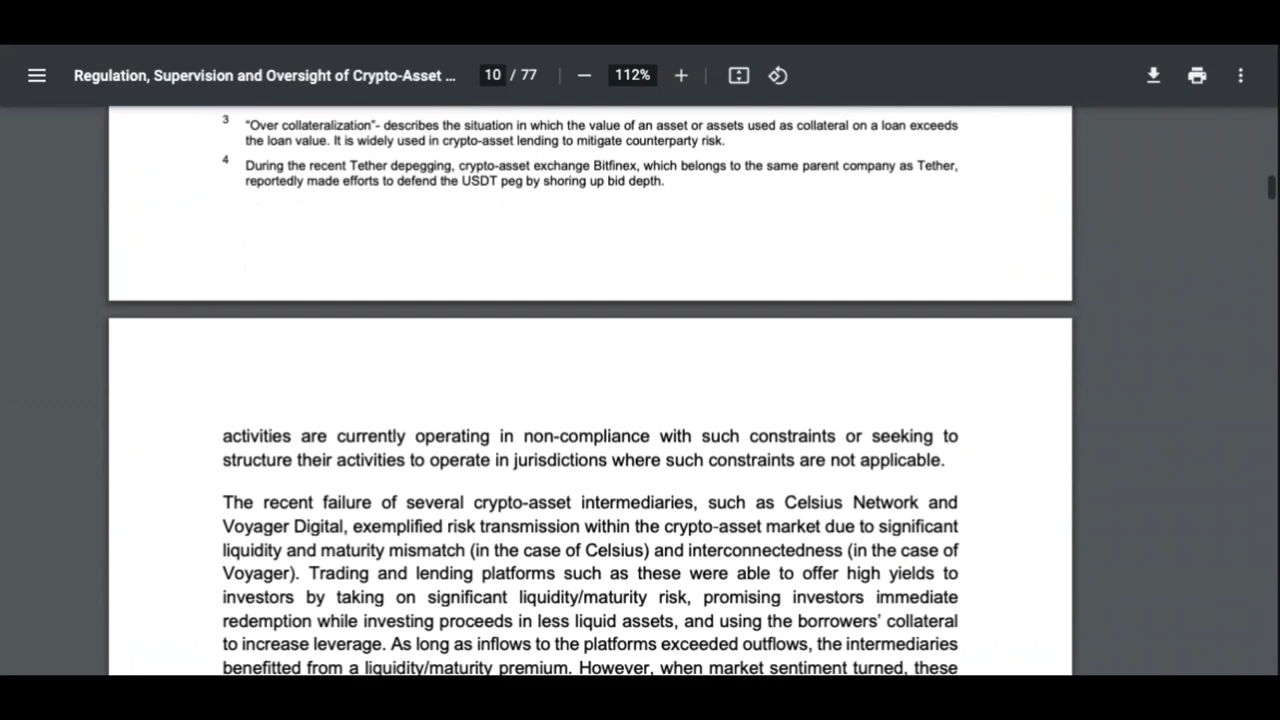 Regulation, Supervision and Oversight of Crypto-Asset ...
10 / 77
112%
3 "Over collateralization"- describes the situation in which the value of an asset or assets used as collateral on a loan exceeds
the loan value. It is widely used in crypto-asset lending to mitigate counterparty risk.
4 During the recent Tether depegging, crypto-asset exchange Bitfinex, which belongs to the same parent company as Tether,
reportedly made efforts to defend the USDT peg by shoring up bid depth.
activities are currently operating in non-compliance with such constraints or seeking to
structure their activities to operate in jurisdictions where such constraints are not applicable.
The recent failure of several crypto-asset intermediaries, such as Celsius Network and
Voyager Digital, exemplified risk transmission within the crypto-asset market due to significant
liquidity and maturity mismatch (in the case of Celsius) and interconnectedness (in the case of
Voyager). Trading and lending platforms such as these were able to offer high yields to
investors by taking on significant liquidity/maturity risk, promising investors immediate
redemption while investing proceeds in less liquid assets, and using the borrowers' collateral
to increase leverage. As long as inflows to the platforms exceeded outflows, the intermediaries
benefitted from a liquidity/maturity premium. However, when market sentiment turned, these